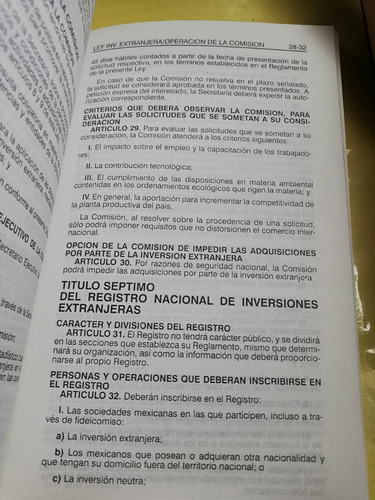 LEY INV. EXTRANJERA/OPERACION DE LA COMISION 28-32
45 días hábiles contados a partir de la fecha de presentación de la
solicitud respectiva, en los términos establecidos en el Reglamento
de la presente Ley.
En caso de que la Comisión no resuelva en el plazo señalado,
la solicitud se considerará aprobada en los términos presentados. A
petición expresa del interesado, la Secretaría deberá expedir la auto-
rización correspondiente.
CRITERIOS QUE DEBERA OBSERVAR LA COMISION, PARA
EVALUAR LAS SOLICITUDES QUE SE SOMETAN A SU CONSI-
DERACION
ARTICULO 29. Para evaluar las solicitudes que se sometan a su
consideración, la Comisión atenderá a los criterios siguientes:
I. El impacto sobre el empleo y la capacitación de los trabajado-
res;
II. La contribución tecnológica;
III. El cumplimiento de las disposiciones en materia ambiental
contenidas en los ordenamientos ecológicos que rigen la materia; y
IV. En general, la aportación para incrementar la competitividad de
la planta productiva del país.
La Comisión, al resolver sobre la procedencia de una solicitud,
sólo podrá imponer requisitos que no distorsionen el comercio inter-
nacional.
OPCION DE LA COMISION DE IMPEDIR LAS ADQUISICIONES
POR PARTE DE LA INVERSION EXTRANJERA
ARTICULO 30. Por razones de seguridad nacional, la Comisión
podrá impedir las adquisiciones por parte de la inversión extranjera.
TITULO SEPTIMO
DEL REGISTRO NACIONAL DE INVERSIONES
EXTRANJERAS
CARACTER Y DIVISIONES DEL REGISTRO
ARTICULO 31. El Registro no tendrá carácter público, y se dividirá
en las secciones que establezca su Reglamento, mismo que determi-
nará su organización, así como la información que deberá proporcio-
narse al propio Registro.
PERSONAS Y OPERACIONES QUE DEBERAN INSCRIBIRSE EN
EL REGISTRO
ARTICULO 32. Deberán inscribirse en el Registro:
I. Las sociedades mexicanas en las que participen, incluso a tra-
vés de fideicomiso:
a) La inversión extranjera;
b) Los mexicanos que posean o adquieran otra nacionalidad y
que tengan su domicilio fuera del territorio nacional; o
c) La inversión neutra;